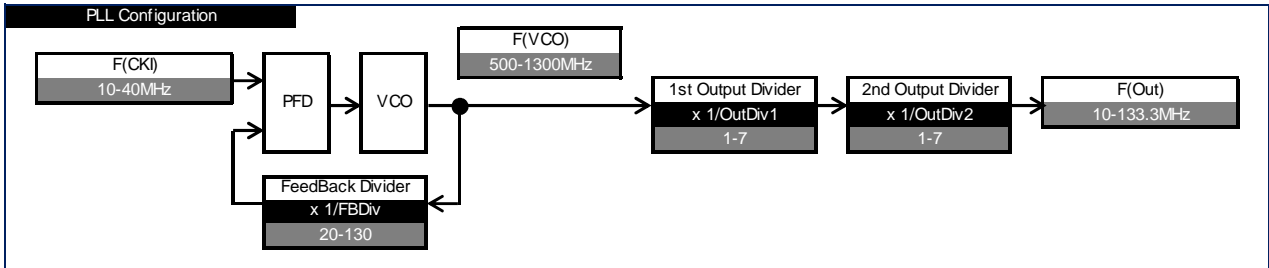 PLL Configuration
F(CKI)
10-40MHz
PFD
VCO
F(VCO)
500-1300MHz
1st Output Divider
x 1/OutDiv1
1-7
2nd Output Divider
x 1/OutDiv2
1-7
F(Out)
10-133.3MHz
FeedBack Divider
x 1/FBDiv
20-130